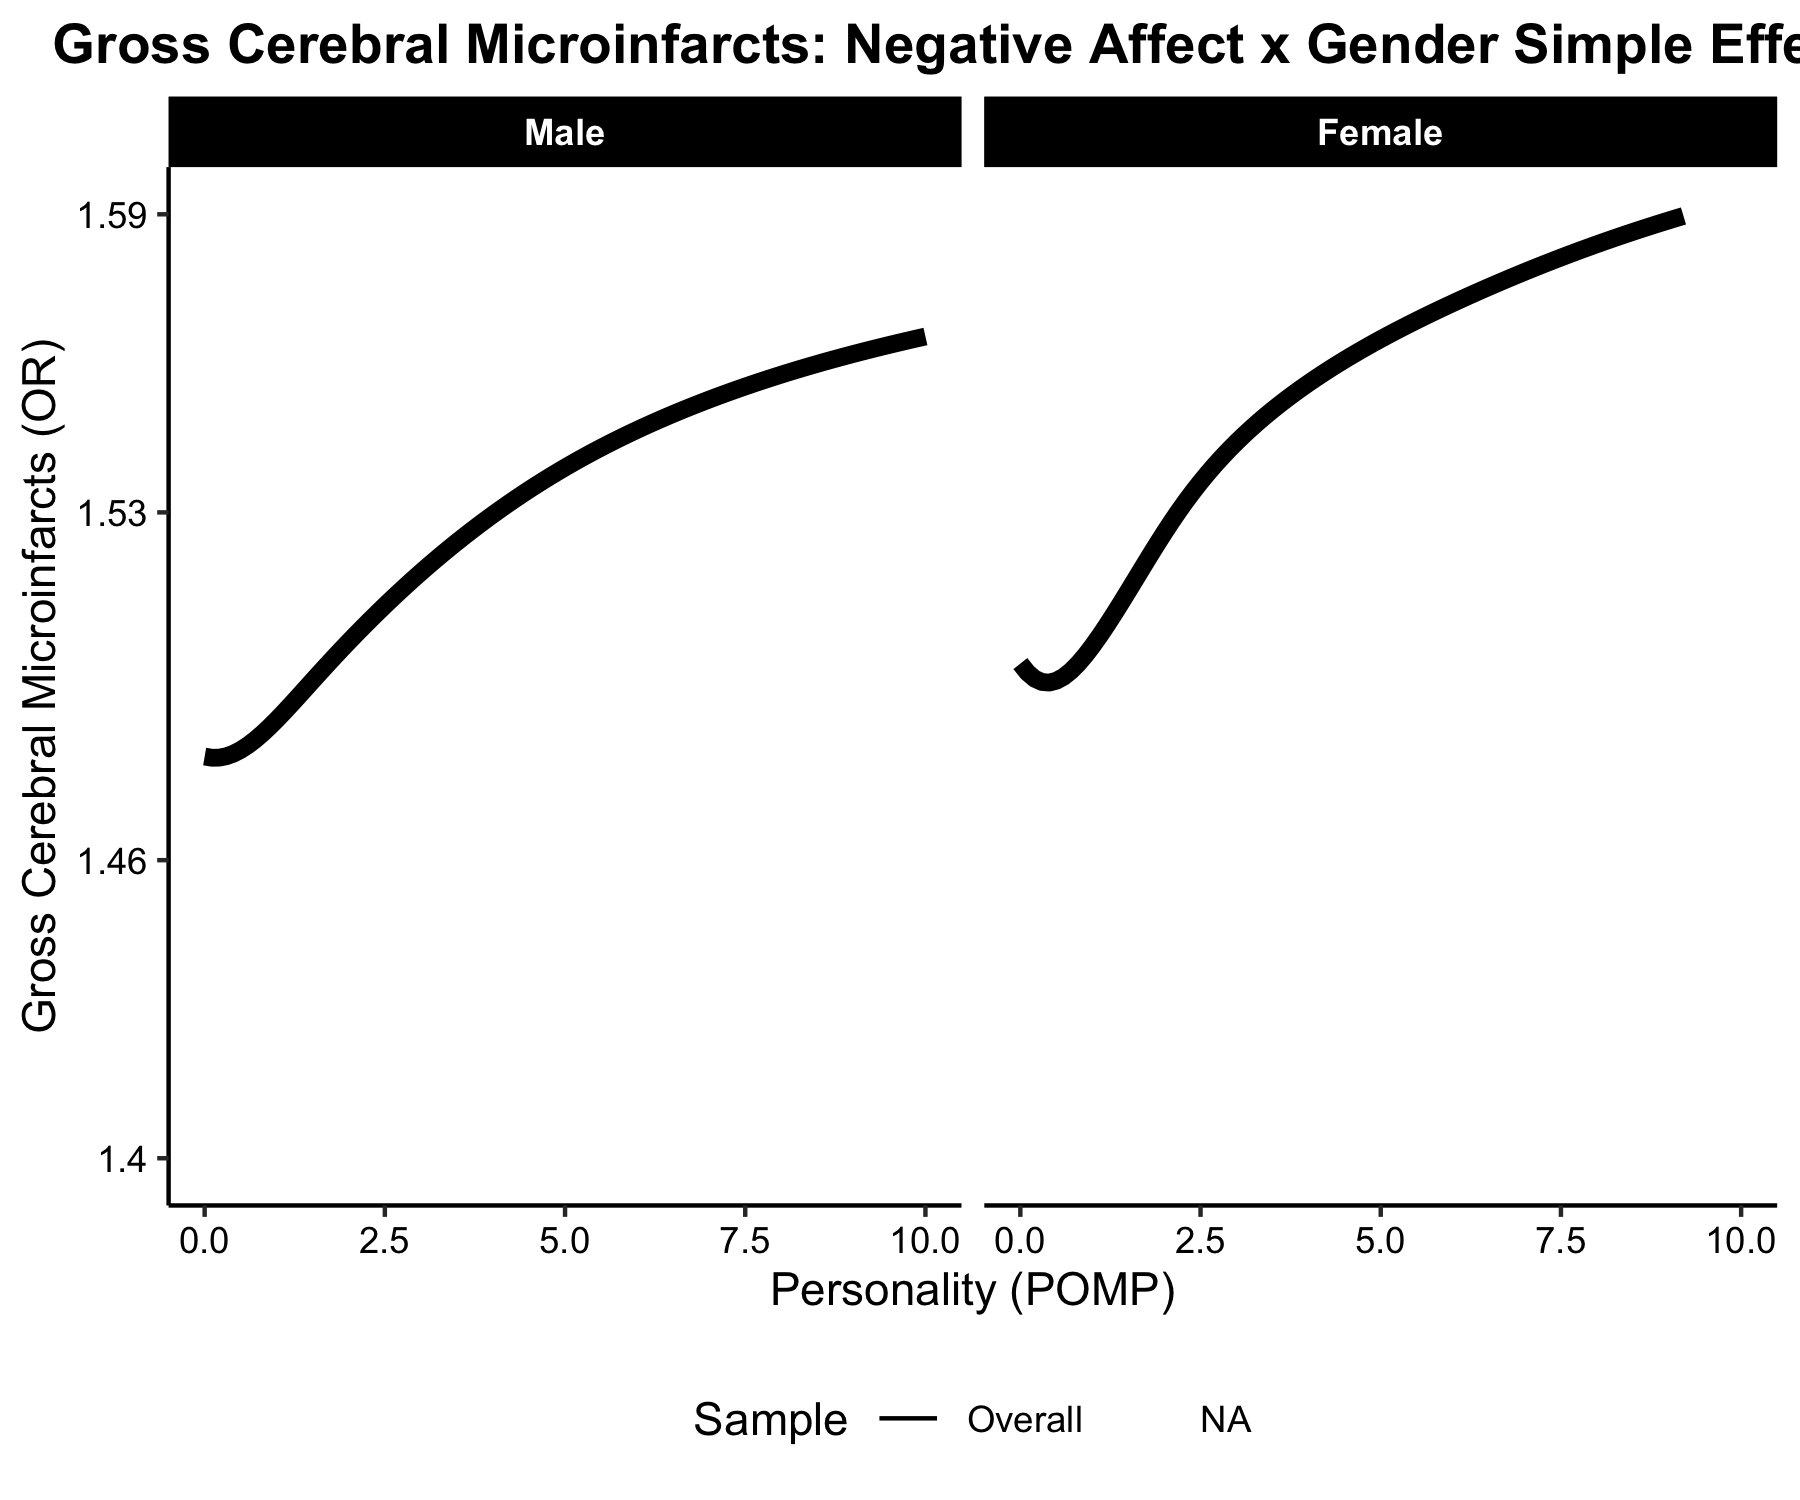 Gross Cerebral Microinfarcts: Negative Affect x Gender Simple Effe
Male
Female
Gross Cerebral Microinfarcts (OR)
1.59
1.53
1.46
1.4
0.0 2.5 5.0 7.5 10.0
0.0 2.5 5.0 7.5 10.0
Personality (POMP)
Sample Overall NA